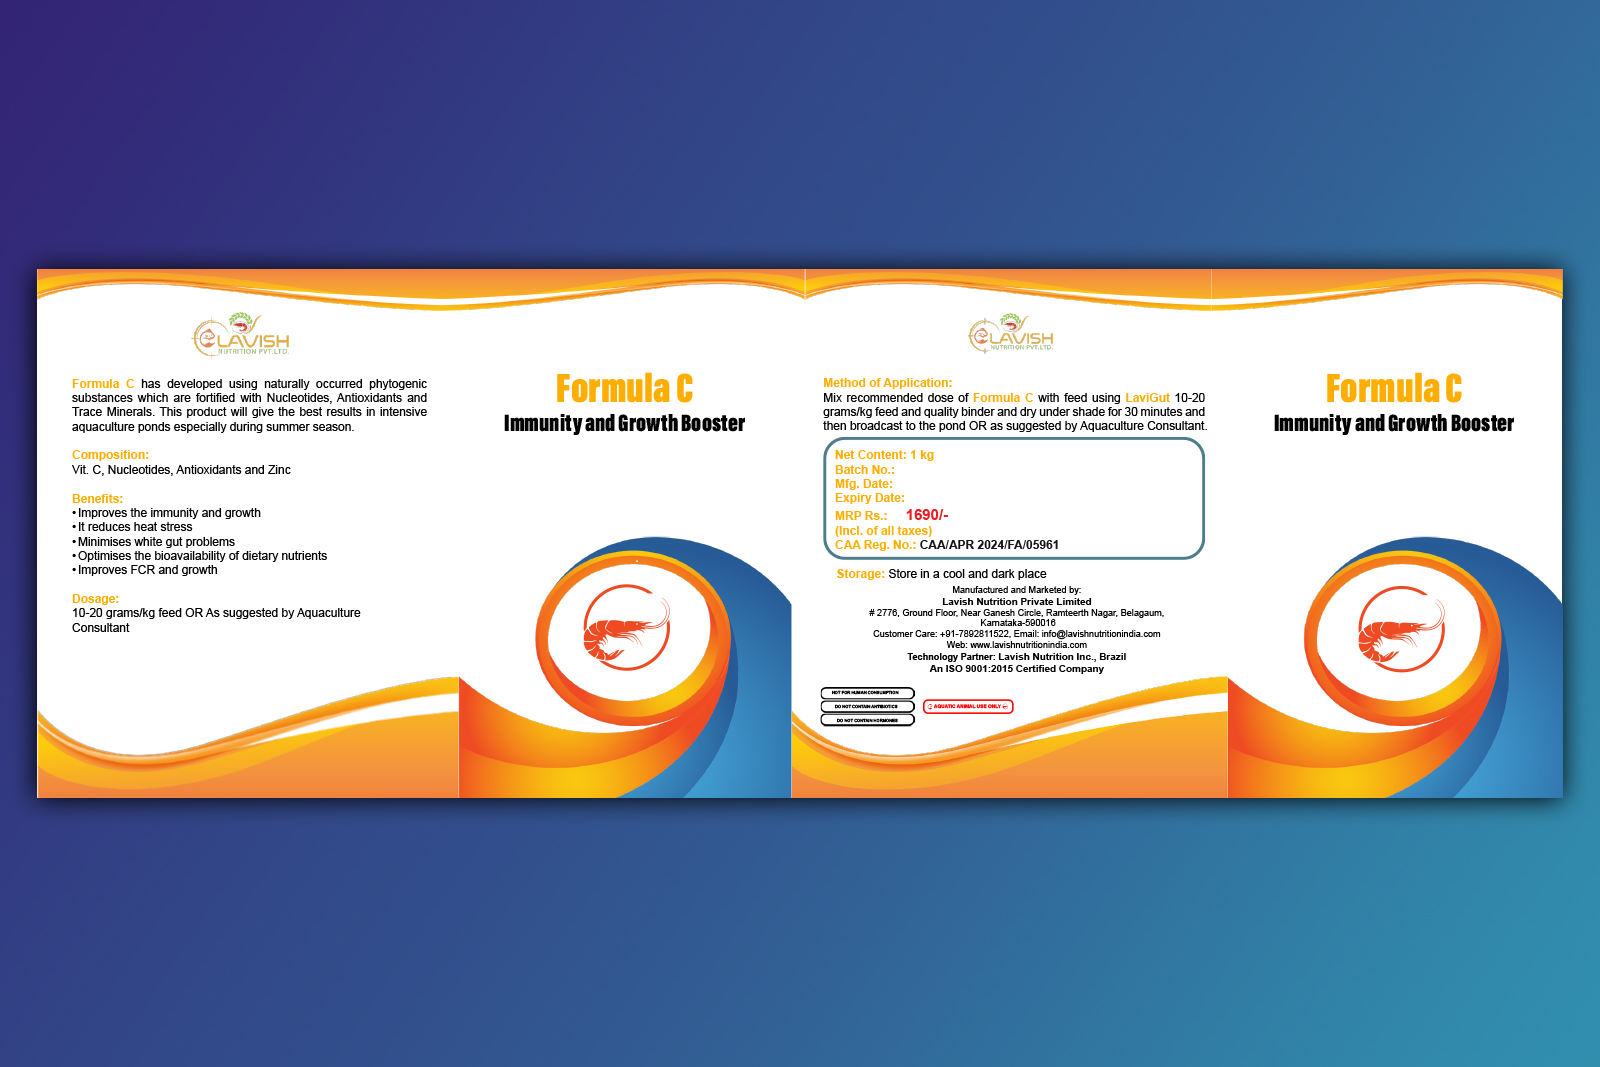 LAVISH
NUTRITION PVT.LTD.
Formula C has developed using naturally occurred phytogenic
substances which are fortified with Nucleotides, Antioxidants and
Trace Minerals. This product will give the best results in intensive
aquaculture ponds especially during summer season.
Composition:
Vit. C, Nucleotides, Antioxidants and Zinc
Benefits:
• Improves the immunity and growth
• It reduces heat stress
• Minimises white gut problems
• Optimises the bioavailability of dietary nutrients
• Improves FCR and growth
Dosage:
10-20 grams/kg feed OR As suggested by Aquaculture
Consultant
Formula C
Immunity and Growth Booster
LAVISH
NUTRITION PVT.LTD.
Method of Application:
Mix recommended dose of Formula C with feed using LaviGut 10-20
grams/kg feed and quality binder and dry under shade for 30 minutes and
then broadcast to the pond OR as suggested by Aquaculture Consultant.
Net Content: 1 kg
Batch No.:
Mfg. Date:
Expiry Date:
MRP Rs.: 1690/-
(Incl. of all taxes)
CAA Reg. No.: CAA/APR 2024/FA/05961
Storage: Store in a cool and dark place
Manufactured and Marketed by:
Lavish Nutrition Private Limited
# 2776, Ground Floor, Near Ganesh Circle, Ramteerth Nagar, Belagaum,
Karnataka-590016
Customer Care: +91-7892811522, Email: info@lavishnutritionindia.com
Web: www.lavishnutritionindia.com
Technology Partner: Lavish Nutrition Inc., Brazil
An ISO 9001:2015 Certified Company
NOT FOR HUMAN CONSUMPTION
DO NOT CONTAIN ANTIBIOTICS
DO NOT CONTAIN HORMONES
AQUATIC ANIMAL USE ONLY
Formula C
Immunity and Growth Booster